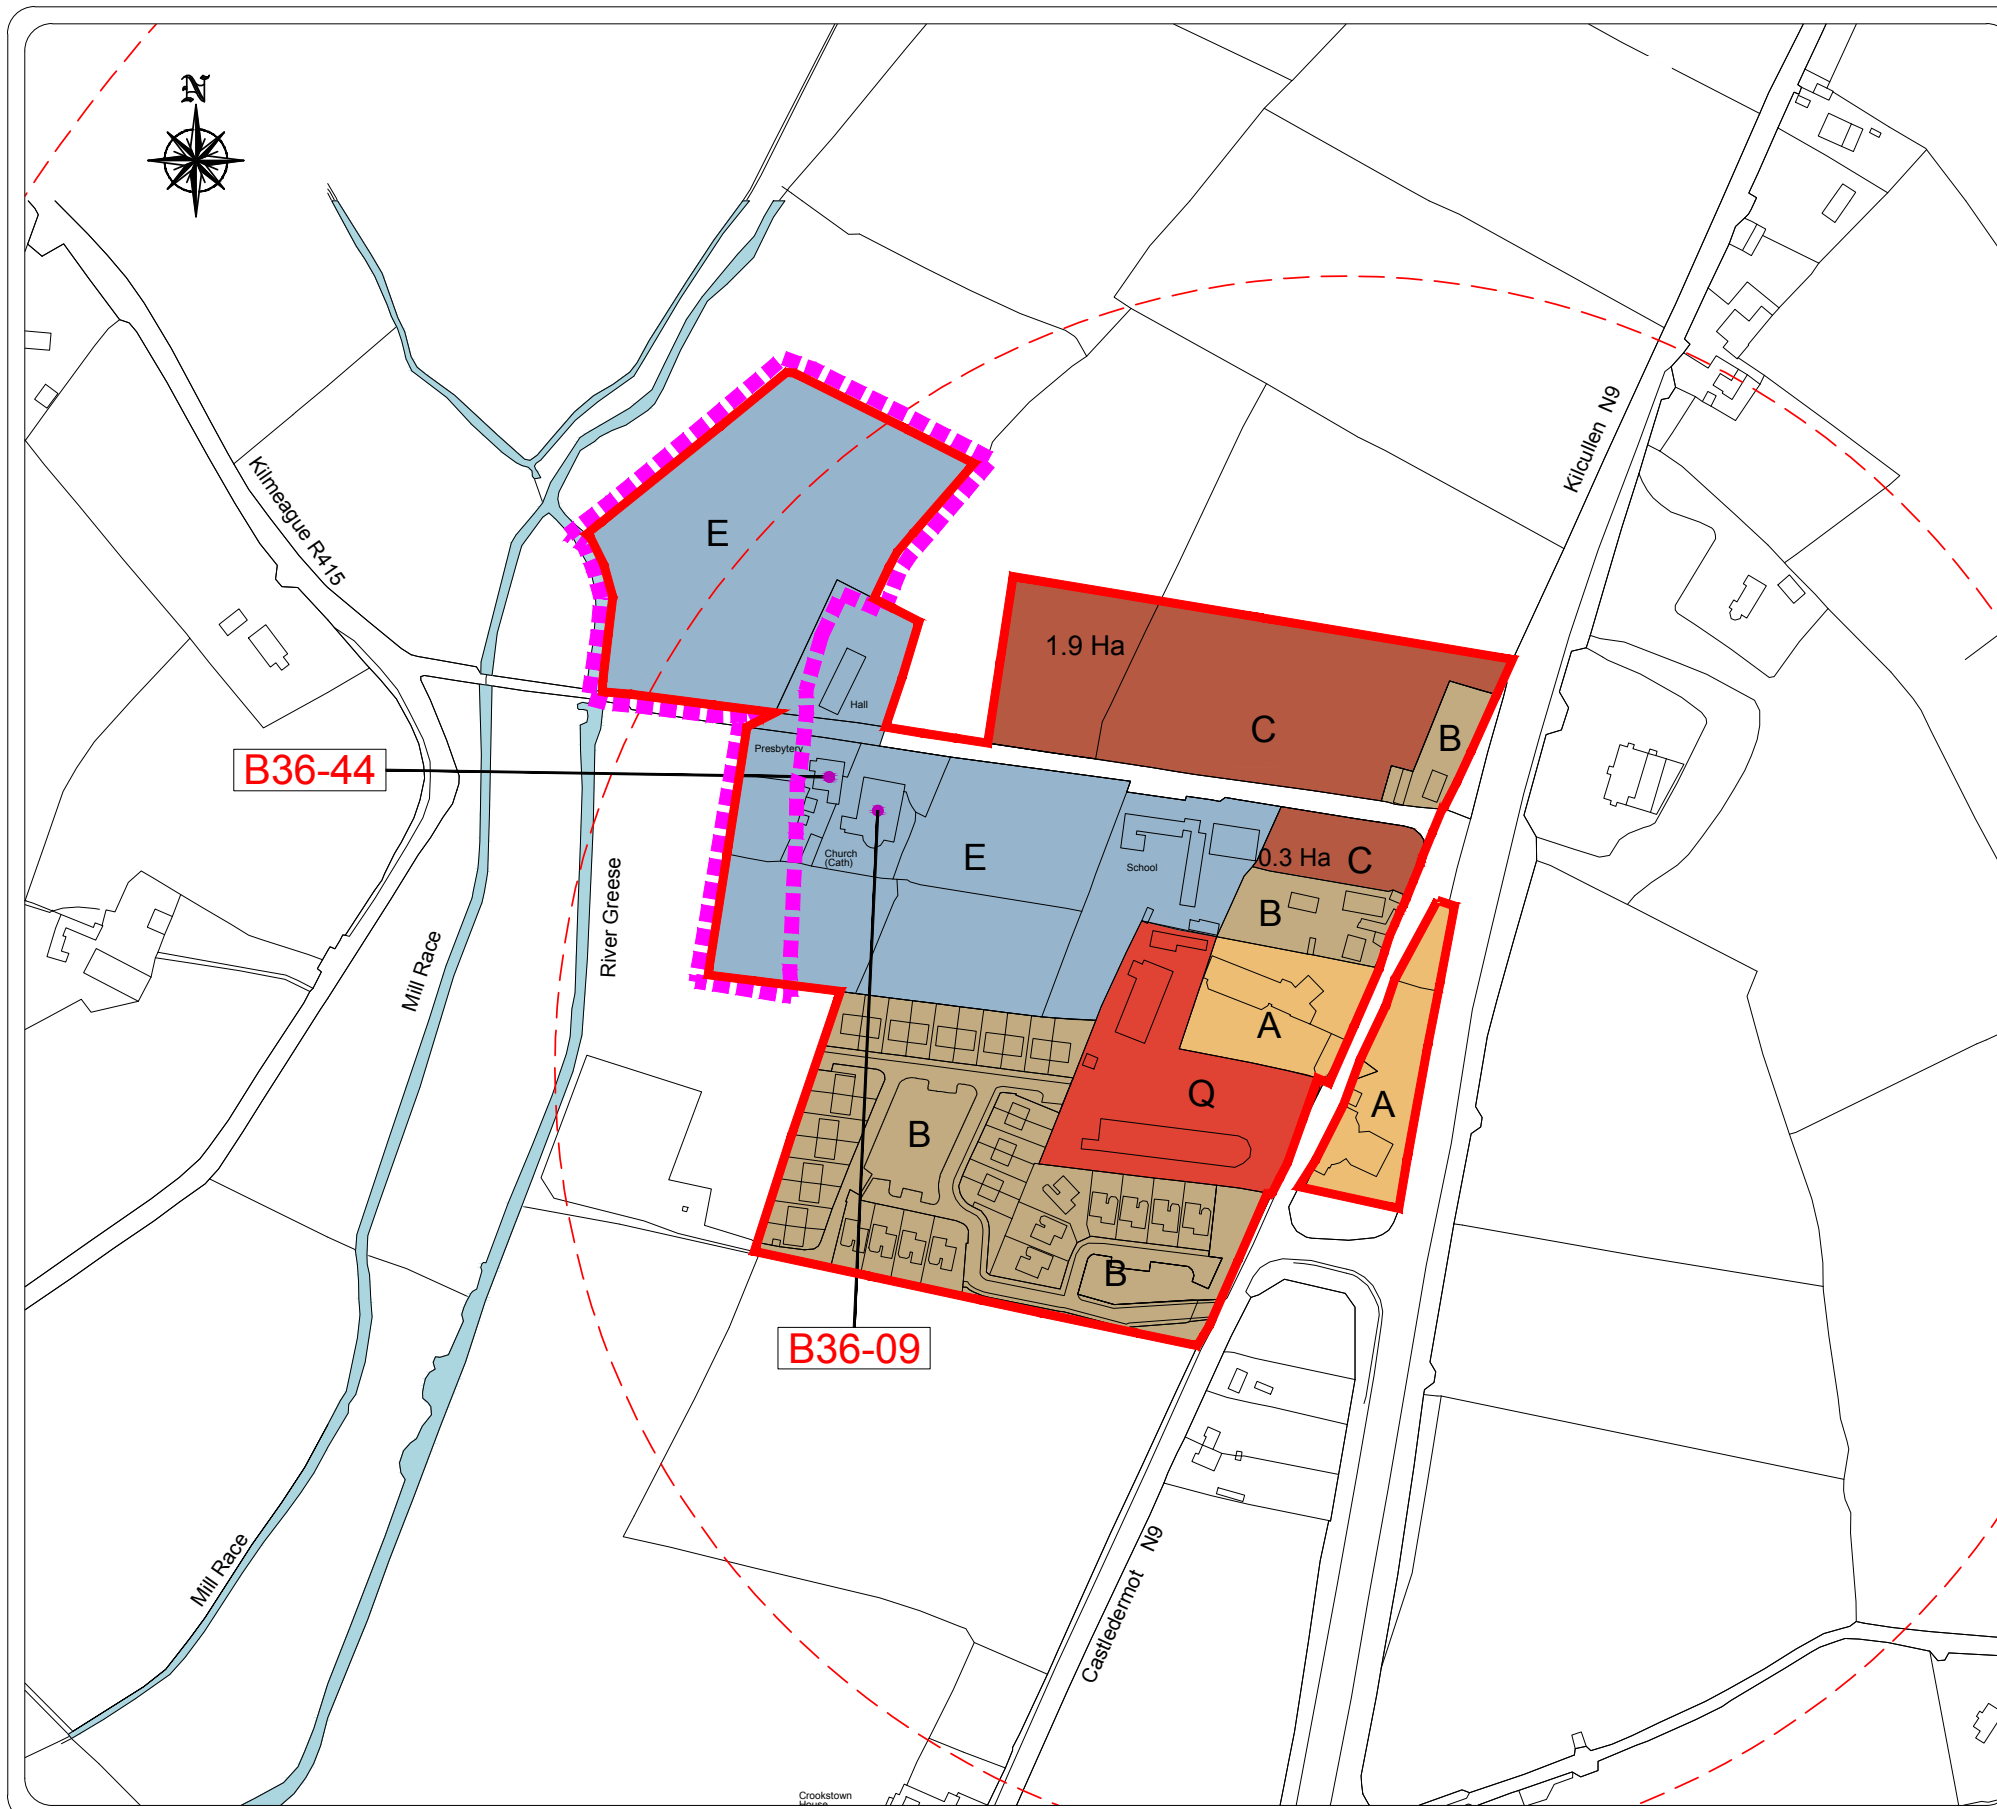 N
Kilcullen N9
Kilmeague R415
E
1.9 Ha
C
B
Hall
Presbytery
B36-44
Church
(Cath)
E
School
0.3 Ha
C
B
River Greese
Mill Race
A
Q
A
B
B
B36-09
Mill Race
Castledermot N9
Crookstown
House